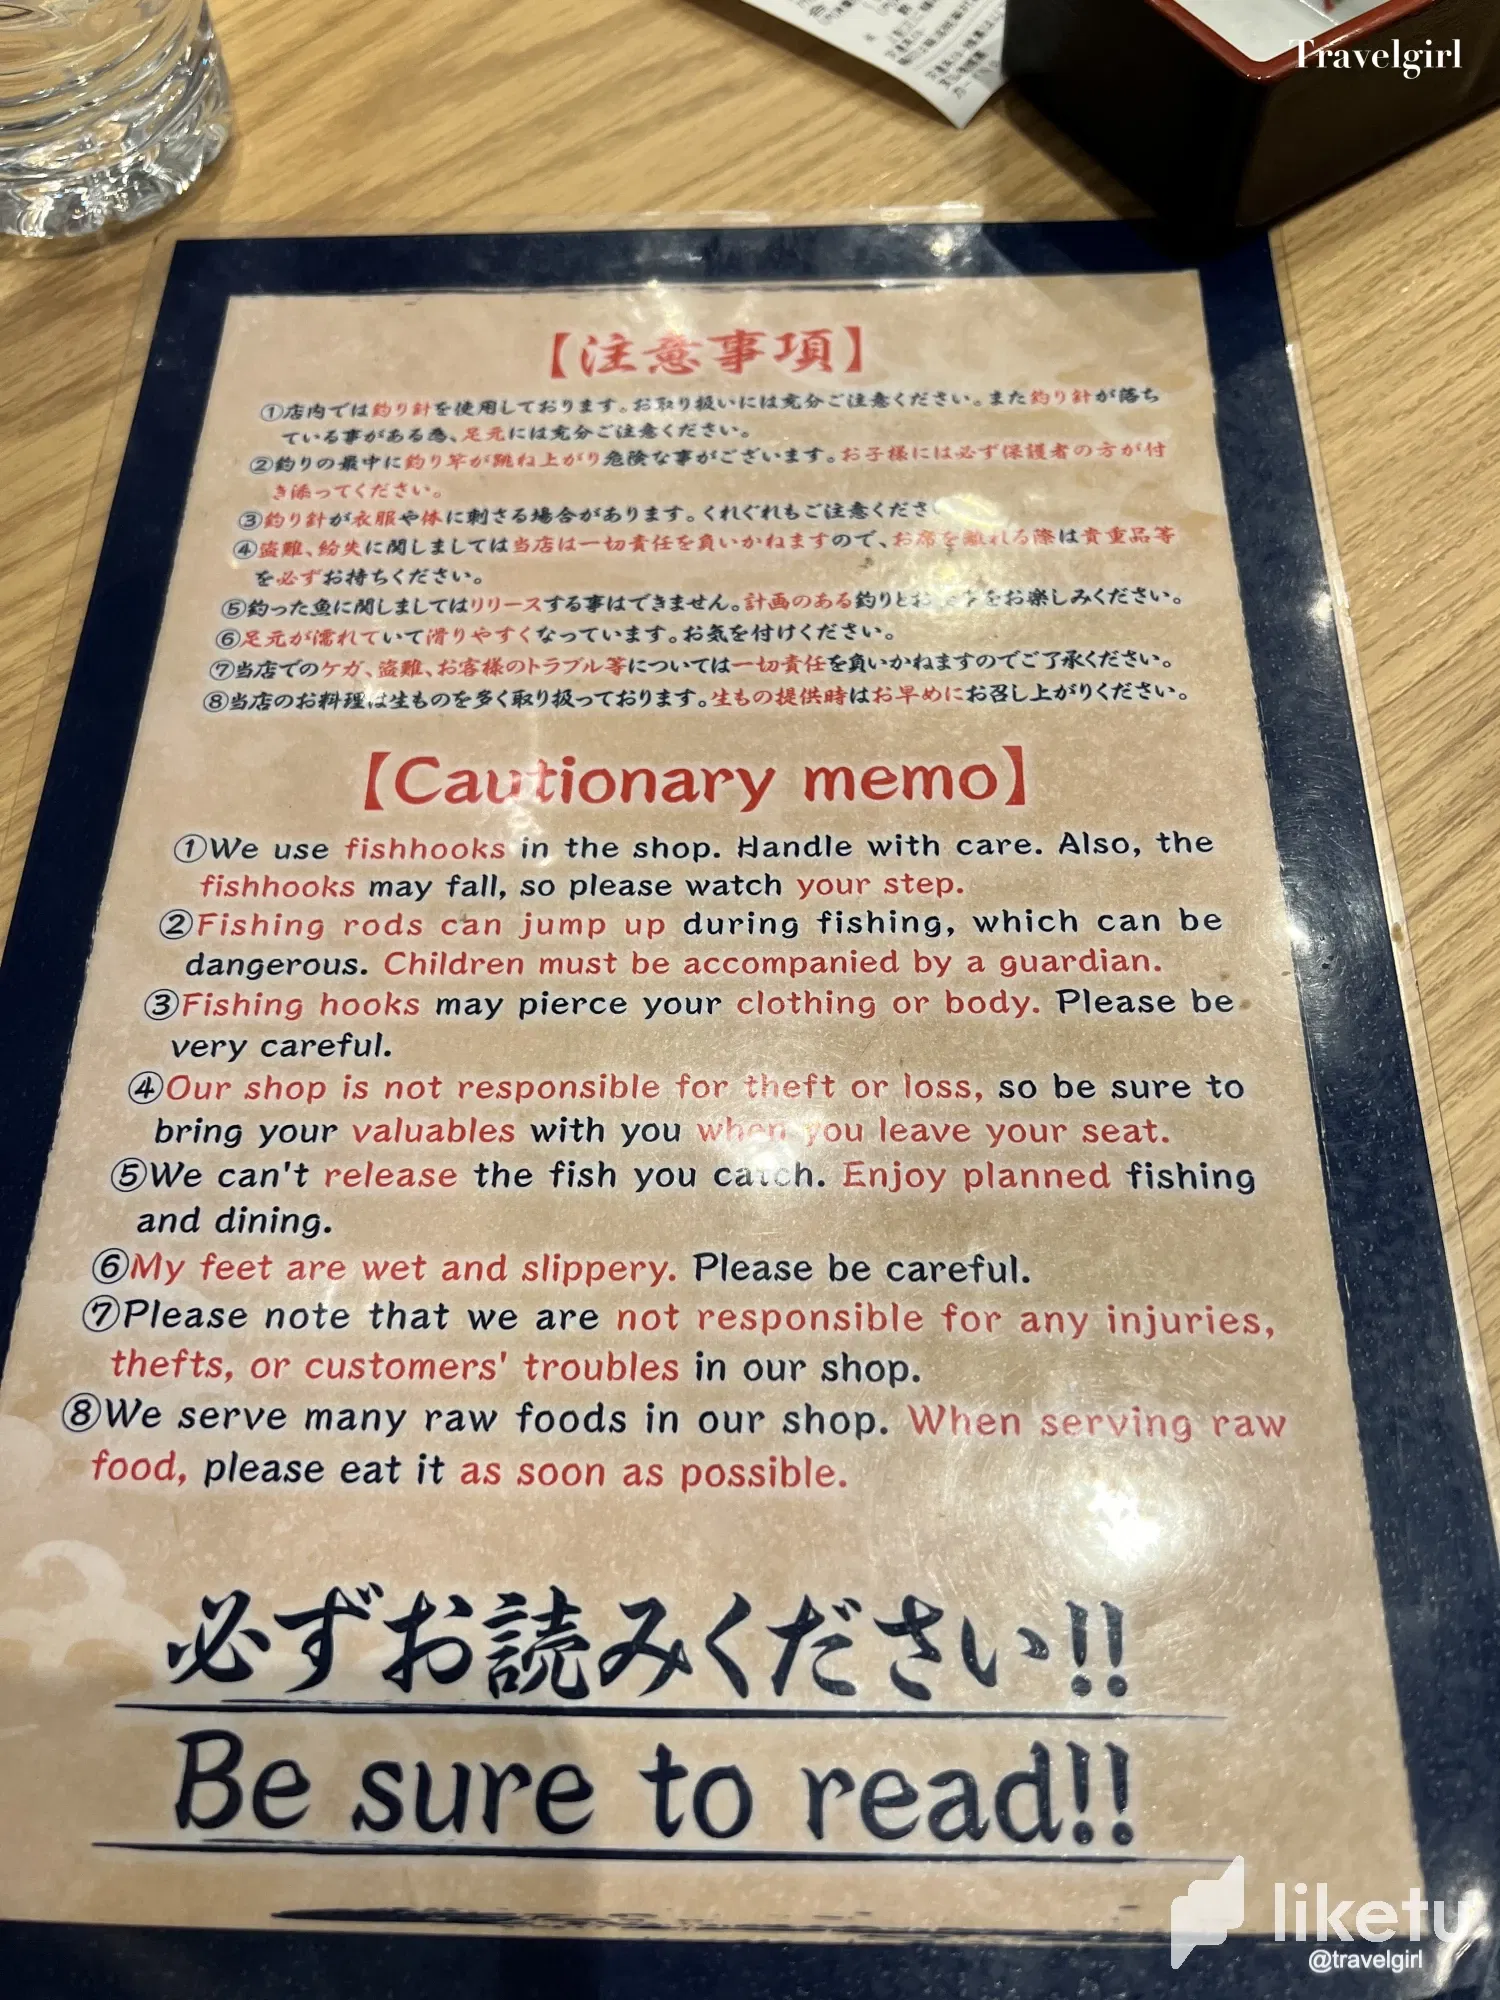 Travelgirl
【注意事項】
①店内では釣り針を使用しております。お取り扱いには充分ご注意ください。また釣り針が落ち
ている事がある為、足元には充分ご注意ください。
②釣りの最中に釣り竿が跳ね上がり危険な事がございます。お子様には必ず保護者の方が付
き添ってください。
③釣り針が衣服や体に刺さる場合があります。くれぐれもご注意くださ
④盗難、紛失に関しましては当店は一切責任を負いかねますので、お席を離れる際は貴重品等
を必ずお持ちください。
⑤釣った魚に関しましてはリリースする事はできません。計画のある釣りとお をお楽しみください。
⑥足元が濡れていて滑りやすくなっています。お気を付けください。
⑦当店でのケガ、盗難、お客様のトラブル等については一切責任を負いかねますのでご了承ください。
⑧当店のお料理は生ものを多く取り扱っております。生もの提供時はお早めにお召し上がりください。
【Cautionary memo】
①We use fishhooks in the shop. Handle with care. Also, the
fishhooks may fall, so please watch your step.
②Fishing rods can jump up during fishing, which can be
dangerous. Children must be accompanied by a guardian.
③Fishing hooks may pierce your clothing or body. Please be
very careful.
④Our shop is not responsible for theft or loss, so be sure to
bring your valuables with you when you leave your seat.
⑤We can't release the fish you catch. Enjoy planned fishing
and dining.
⑥My feet are wet and slippery. Please be careful.
⑦Please note that we are not responsible for any injuries,
thefts, or customers' troubles in our shop.
⑧We serve many raw foods in our shop. When serving raw
food, please eat it as soon as possible.
必ずお読みください!!
Be sure to read!!
liketu
@travelgirl